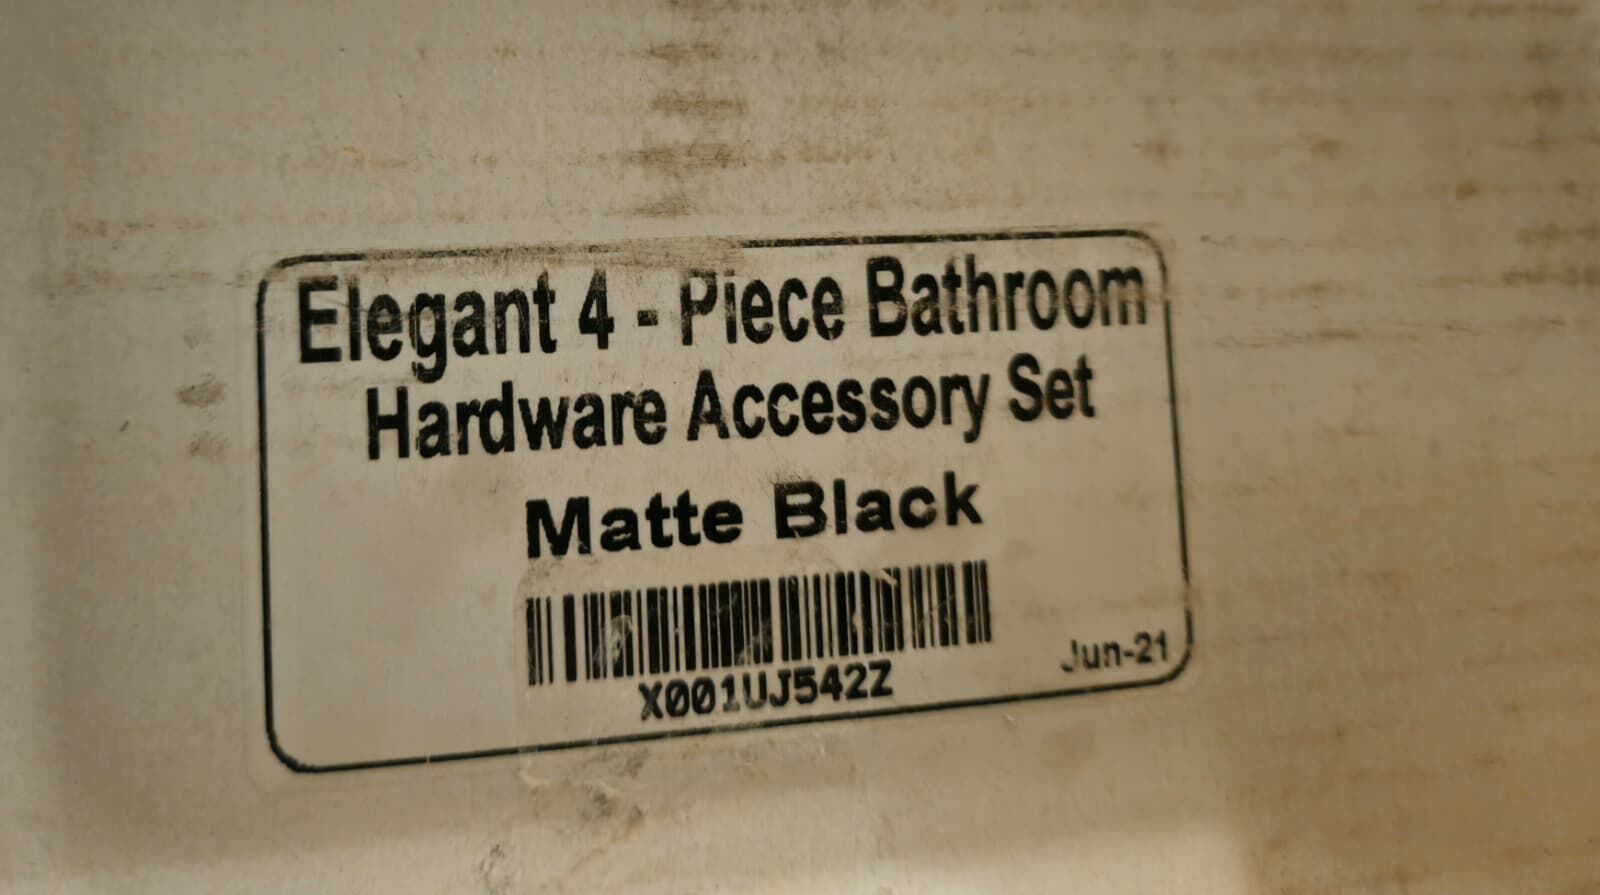 Elegant 4 - Piece Bathroom
Hardware Accessory Set
Matte Black
X001UJ542Z
Jun-21